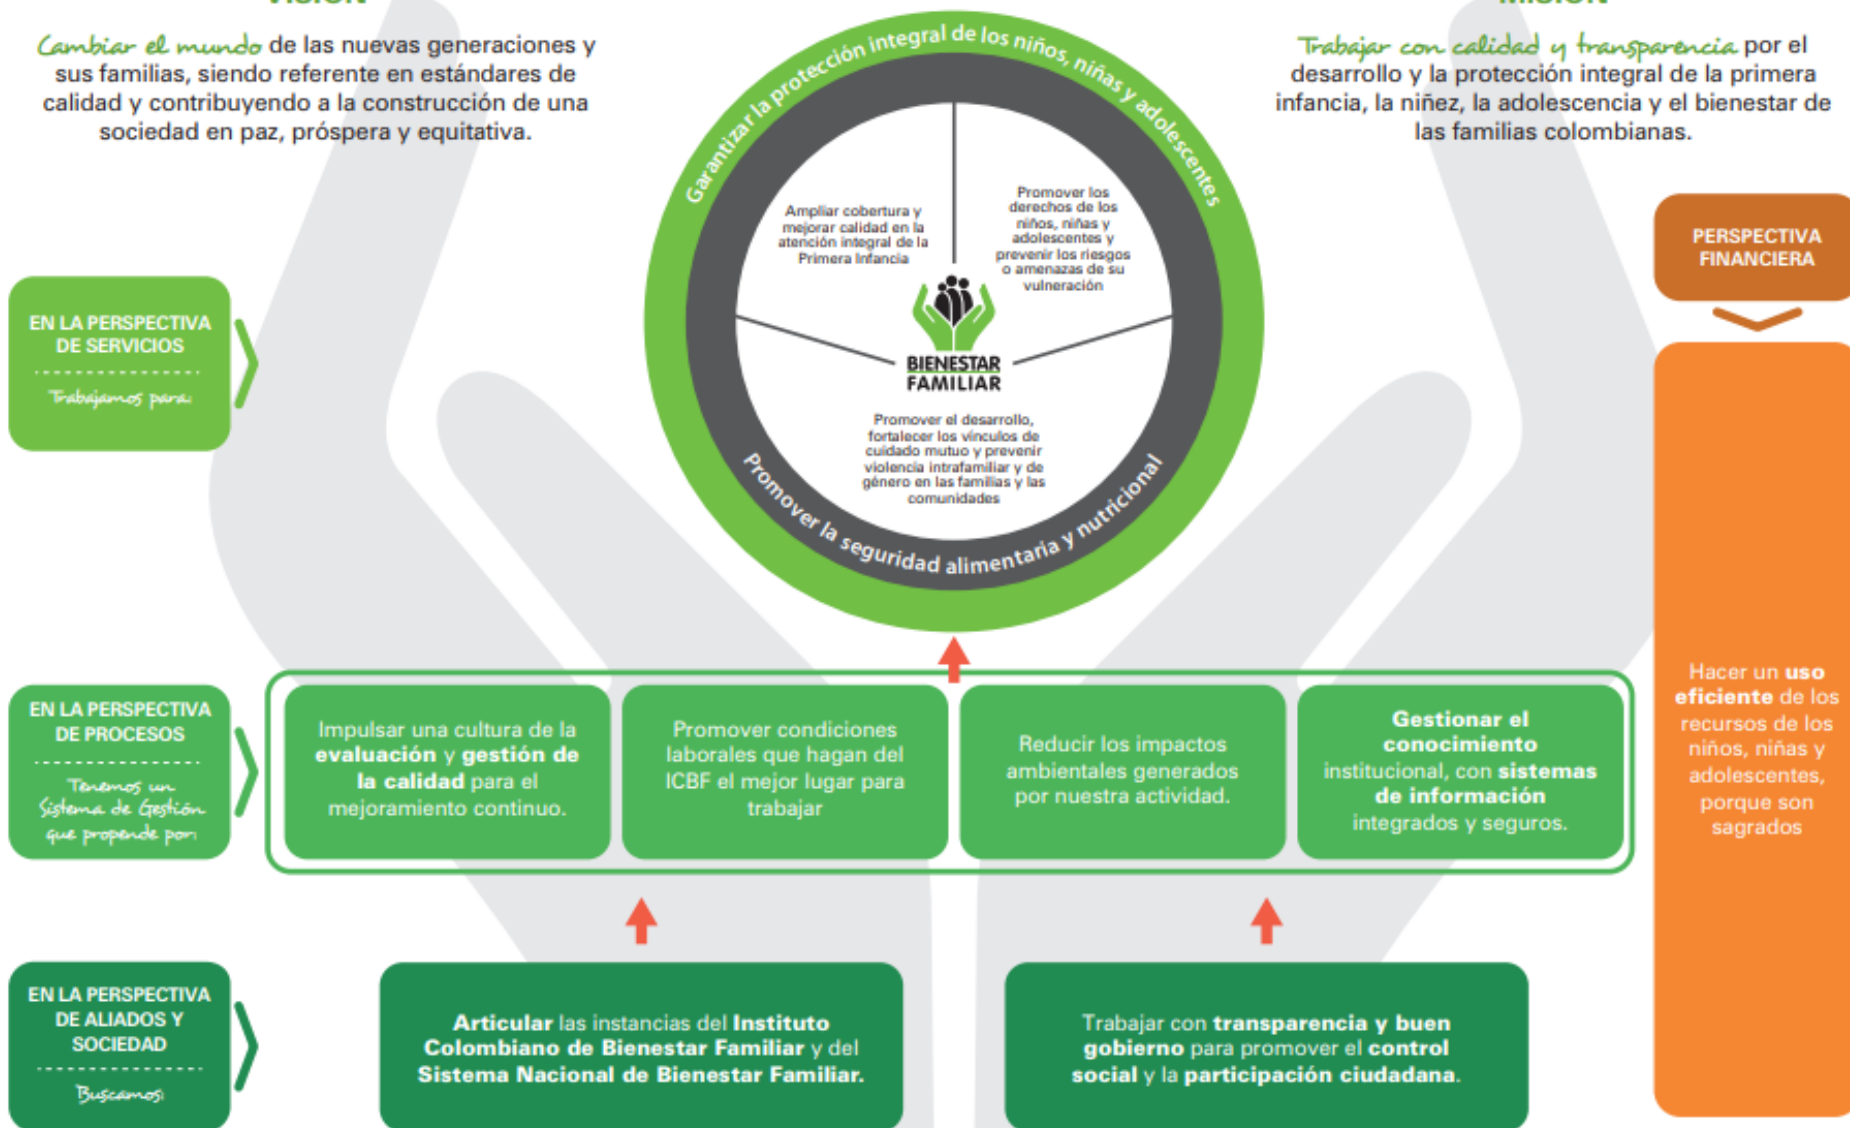 VISIÓN
Cambiar el mundo de las nuevas generaciones y
sus familias, siendo referente en estándares de
calidad y contribuyendo a la construcción de una
sociedad en paz, próspera y equitativa.
MISIÓN
Trabajar con calidad y transparencia por el
desarrollo y la protección integral de la primera
infancia, la niñez, la adolescencia y el bienestar de
las familias colombianas.
Garantizar la protección integral de los niños, niñas y adolescentes
Ampliar cobertura y
mejorar calidad en la
atención integral de la
Primera Infancia
Promover los
derechos de los
niños, niñas y
adolescentes y
prevenir los riesgos
o amenazas de su
vulneración
BIENESTAR
FAMILIAR
Promover el desarrollo,
fortalecer los vínculos de
cuidado mutuo y prevenir
violencia intrafamiliar y de
género en las familias y las
comunidades
Promover la seguridad alimentaria y nutricional
EN LA PERSPECTIVA
DE SERVICIOS
Trabajamos para:
PERSPECTIVA
FINANCIERA
Hacer un uso
eficiente de los
recursos de los
niños, niñas y
adolescentes,
porque son
sagrados
EN LA PERSPECTIVA
DE PROCESOS
Tenemos un
Sistema de Gestión
que propende por:
Impulsar una cultura de la
evaluación y gestión de
la calidad para el
mejoramiento continuo.
Promover condiciones
laborales que hagan del
ICBF el mejor lugar para
trabajar
Reducir los impactos
ambientales generados
por nuestra actividad.
Gestionar el
conocimiento
institucional, con sistemas
de información
integrados y seguros.
EN LA PERSPECTIVA
DE ALIADOS Y
SOCIEDAD
Buscamos:
Articular las instancias del Instituto
Colombiano de Bienestar Familiar y del
Sistema Nacional de Bienestar Familiar.
Trabajar con transparencia y buen
gobierno para promover el control
social y la participación ciudadana.